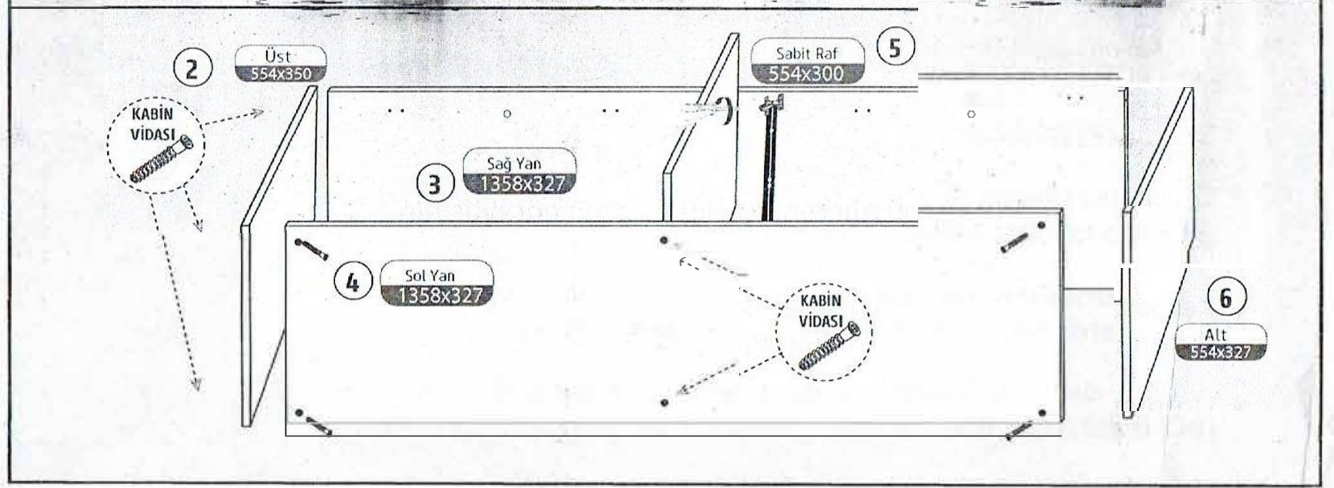 2
Üst
554x350
KABİN
VİDASI
3
Sağ Yan
1358x327
Sabit Raf
554x300
5
4
Sol Yan
1358x327
KABİN
VİDASI
6
Alt
554x327